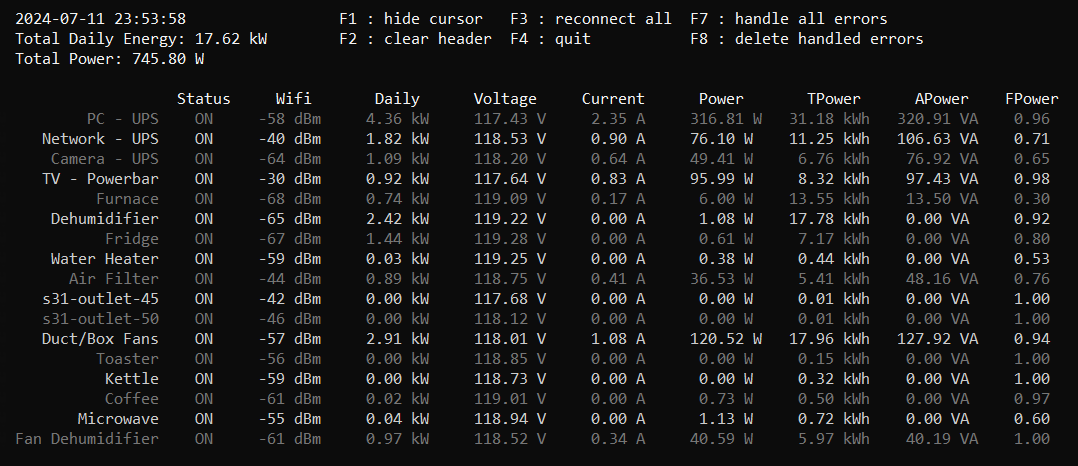 2024-07-11 23:53:58 F1 : hide cursor F3 : reconnect all F7 : handle all errors
Total Daily Energy: 17.62 kW F2 : clear header F4 : quit F8 : delete handled errors
Total Power: 745.80 W
Status Wifi Daily Voltage Current Power TPower APower FPower
PC - UPS ON -58 dBm 4.36 kW 117.43 V 2.35 A 316.81 W 31.18 kWh 320.91 VA 0.96
Network - UPS ON -40 dBm 1.82 kW 118.53 V 0.90 A 76.10 W 11.25 kWh 106.63 VA 0.71
Camera - UPS ON -64 dBm 1.09 kW 118.20 V 0.64 A 49.41 W 6.76 kWh 76.92 VA 0.65
TV - Powerbar ON -30 dBm 0.92 kW 117.64 V 0.83 A 95.99 W 8.32 kWh 97.43 VA 0.98
Furnace ON -68 dBm 0.74 kW 119.09 V 0.17 A 6.00 W 13.55 kWh 13.50 VA 0.30
Dehumidifier ON -65 dBm 2.42 kW 119.22 V 0.00 A 1.08 W 17.78 kWh 0.00 VA 0.92
Fridge ON -67 dBm 1.44 kW 119.28 V 0.00 A 0.61 W 7.17 kWh 0.00 VA 0.80
Water Heater ON -59 dBm 0.03 kW 119.25 V 0.00 A 0.38 W 0.44 kWh 0.00 VA 0.53
Air Filter ON -44 dBm 0.89 kW 118.75 V 0.41 A 36.53 W 5.41 kWh 48.16 VA 0.76
s31-outlet-45 ON -42 dBm 0.00 kW 117.68 V 0.00 A 0.00 W 0.01 kWh 0.00 VA 1.00
s31-outlet-50 ON -46 dBm 0.00 kW 118.12 V 0.00 A 0.00 W 0.01 kWh 0.00 VA 1.00
Duct/Box Fans ON -57 dBm 2.91 kW 118.01 V 1.08 A 120.52 W 17.96 kWh 127.92 VA 0.94
Toaster ON -56 dBm 0.00 kW 118.85 V 0.00 A 0.00 W 0.15 kWh 0.00 VA 1.00
Kettle ON -59 dBm 0.00 kW 118.73 V 0.00 A 0.00 W 0.32 kWh 0.00 VA 1.00
Coffee ON -61 dBm 0.02 kW 119.01 V 0.00 A 0.73 W 0.50 kWh 0.00 VA 0.97
Microwave ON -55 dBm 0.04 kW 118.94 V 0.00 A 1.13 W 0.72 kWh 0.00 VA 0.60
Fan Dehumidifier ON -61 dBm 0.97 kW 118.52 V 0.34 A 40.59 W 5.97 kWh 40.19 VA 1.00